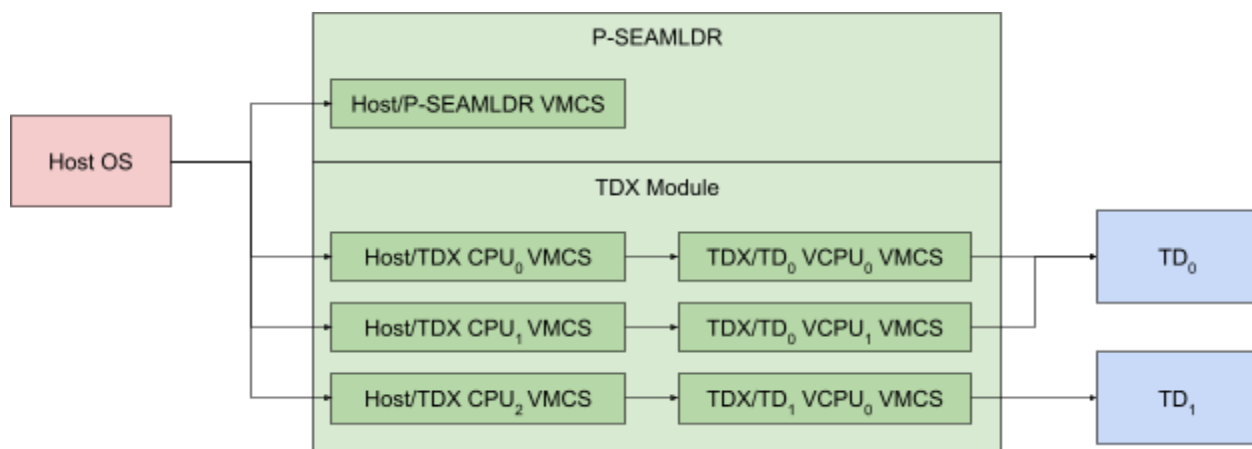 P-SEAMLDR
Host/P-SEAMLDR VMCS
Host OS
TDX Module
Host/TDX CPU₀ VMCS
TDX/TD₀ VCPU₀ VMCS
TD₀
Host/TDX CPU₁ VMCS
TDX/TD₀ VCPU₁ VMCS
Host/TDX CPU₂ VMCS
TDX/TD₁ VCPU₀ VMCS
TD₁